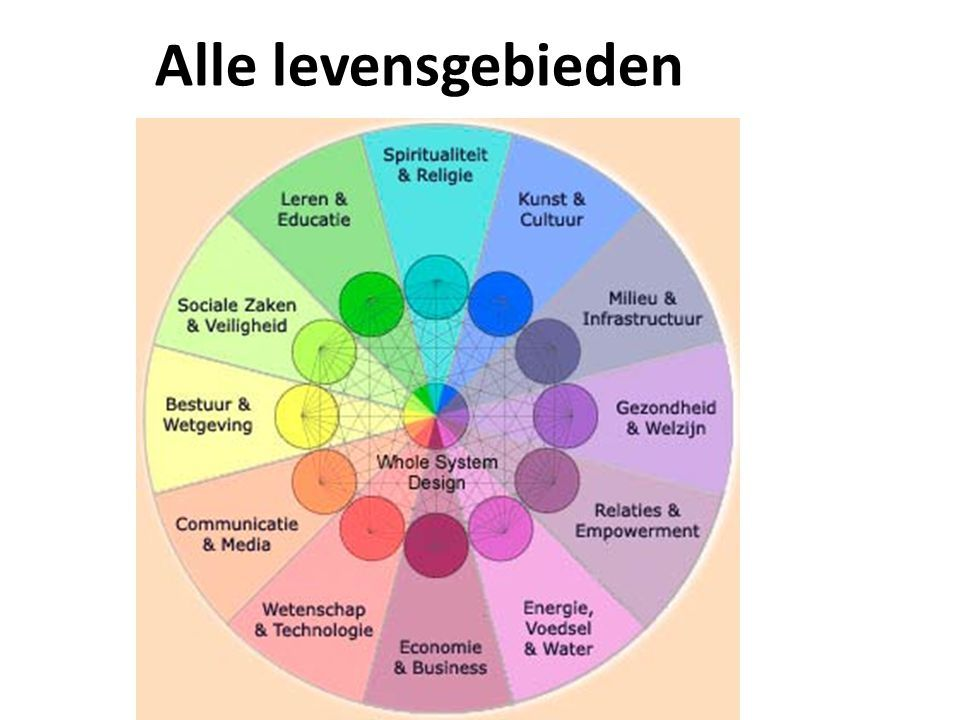 Alle levensgebieden
Spiritualiteit
& Religie
Kunst &
Cultuur
Milieu &
Infrastructuur
Gezondheid
& Welzijn
Relaties &
Empowerment
Energie,
Voedsel
& Water
Economie
& Business
Wetenschap
& Technologie
Communicatie
& Media
Bestuur &
Wetgeving
Sociale Zaken
& Veiligheid
Leren &
Educatie
Whole System
Design